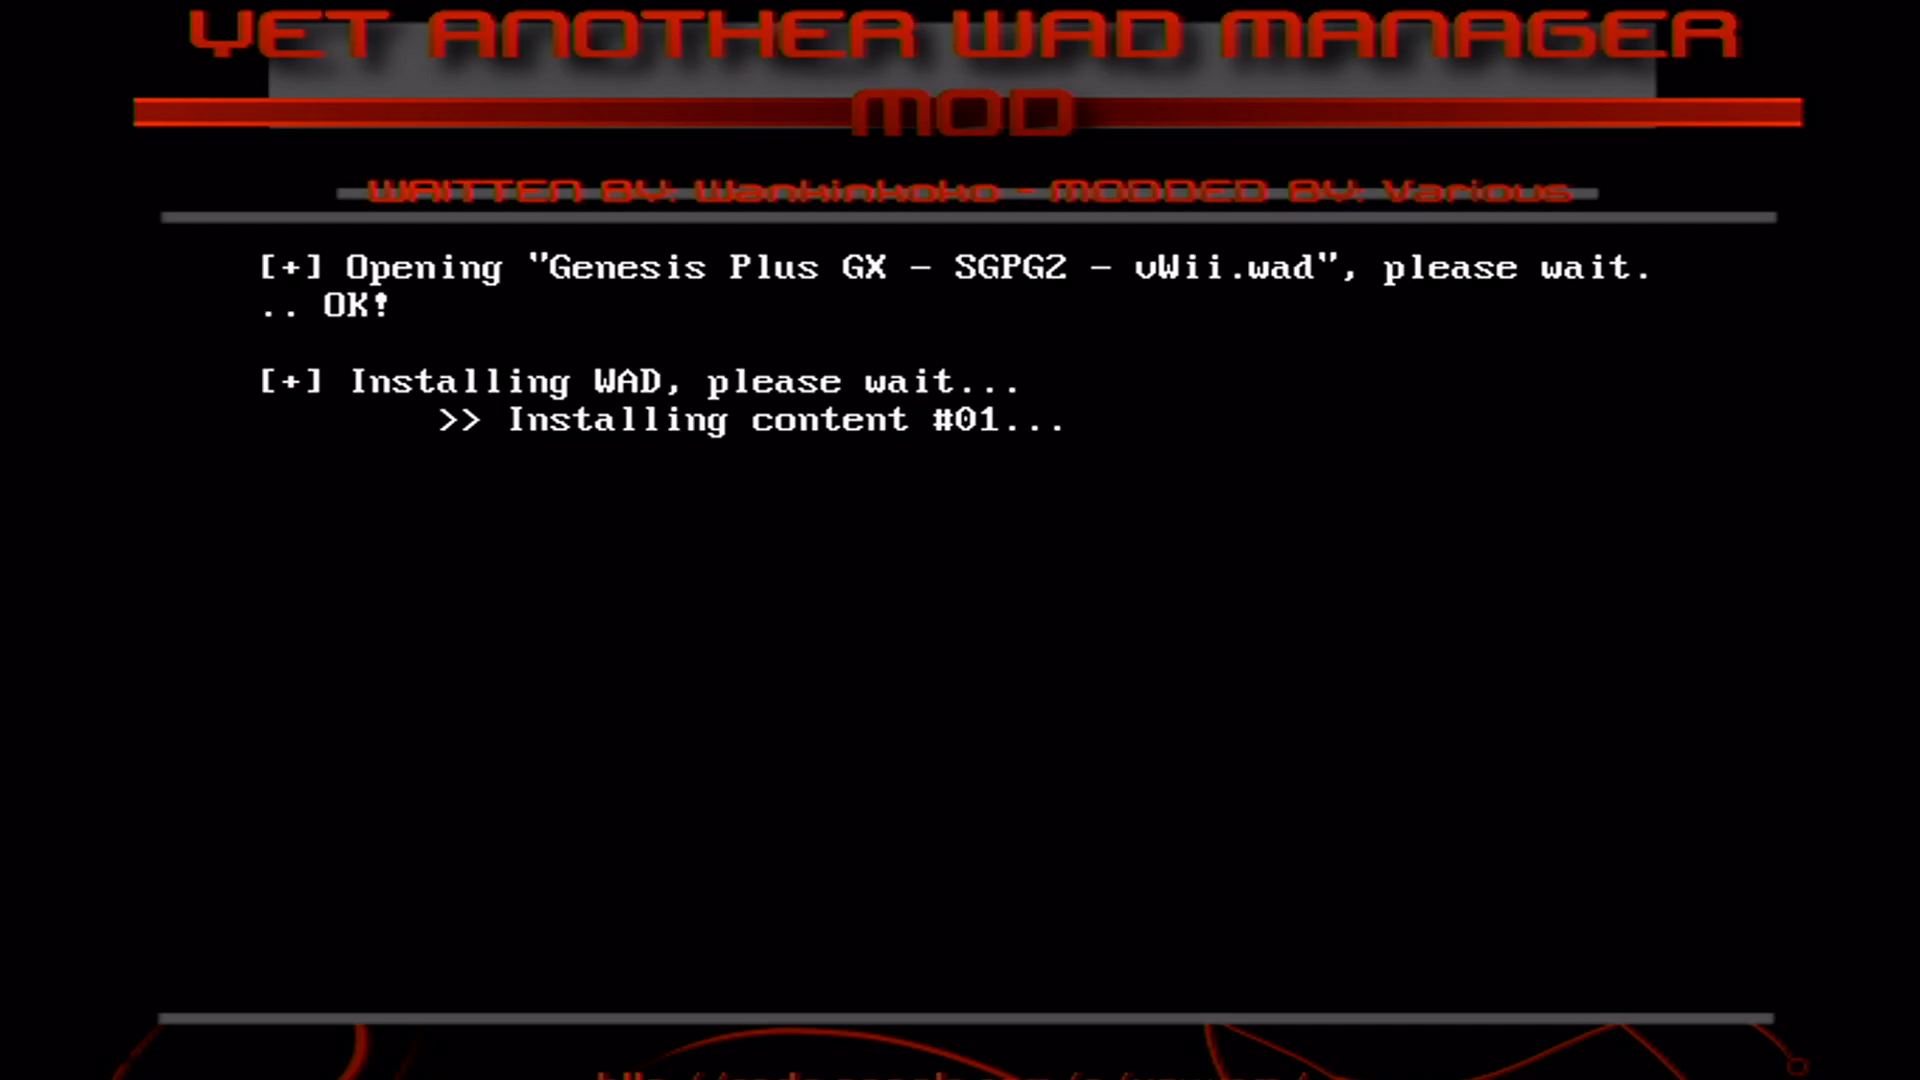 YET ANOTHER WAD MANAGER
MOD
WRITTEN BY: Wankinkoko - MODDED BY: Various
[+] Opening "Genesis Plus GX - SGPG2 - vWii.wad", please wait.
.. OK!
[+] Installing WAD, please wait...
>> Installing content #01...